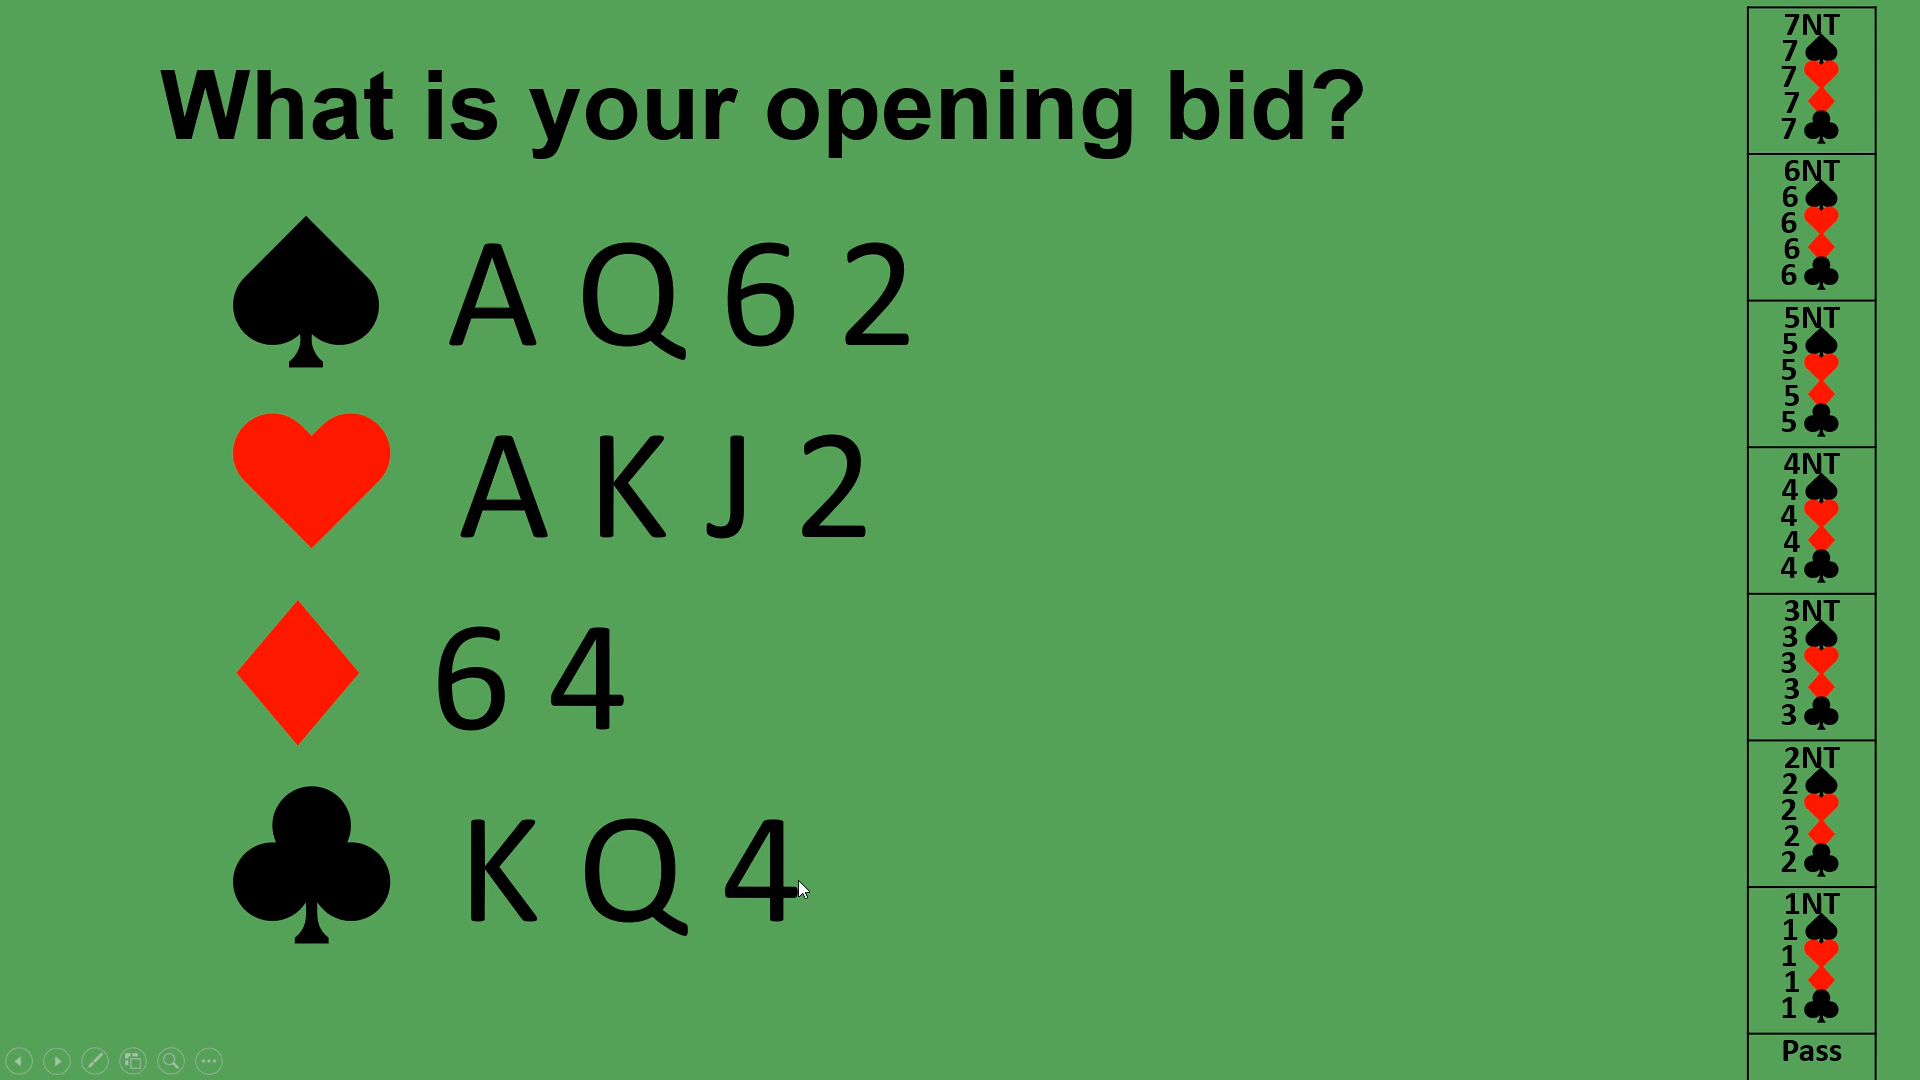 What is your opening bid?
♠ A Q 6 2
♥ A K J 2
♦ 6 4
♣ K Q 4
7NT
7♠
7♥
7♦
7♣
6NT
6♠
6♥
6♦
6♣
5NT
5♠
5♥
5♦
5♣
4NT
4♠
4♥
4♦
4♣
3NT
3♠
3♥
3♦
3♣
2NT
2♠
2♥
2♦
2♣
1NT
1♠
1♥
1♦
1♣
Pass